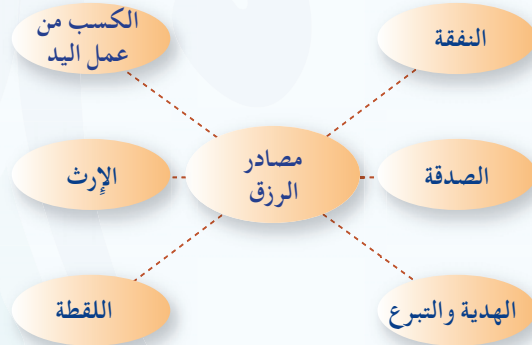 الكسب من
عمل اليد
النفقة
مصادر
الرزق
الإرث
الصدقة
اللقطة
الهدية والتبرع